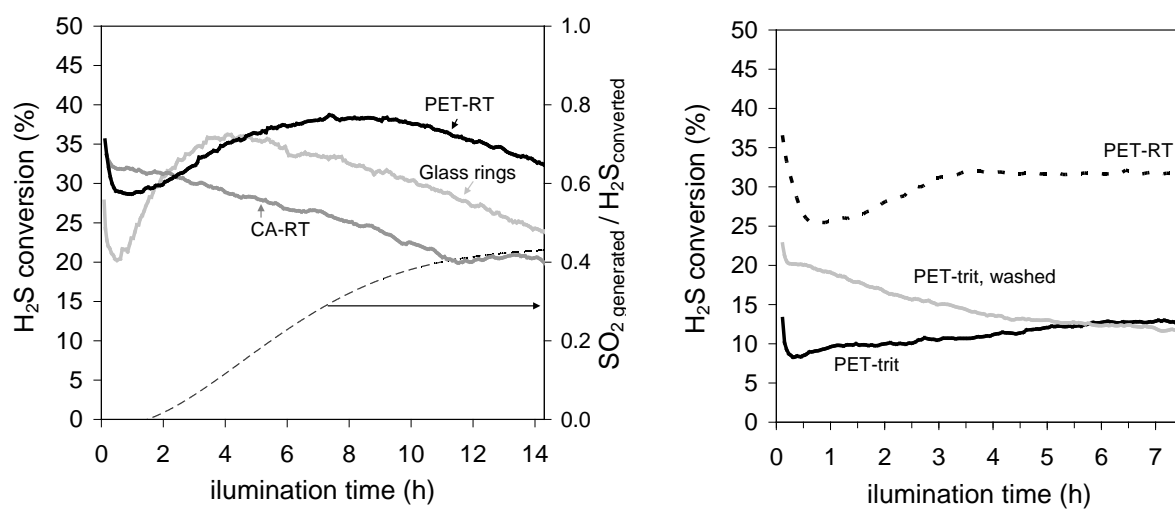 50
45
40
35
30
25
20
15
10
5
0
H₂S conversion (%)
PET-RT
Glass rings
CA-RT
1.0
0.8
0.6
0.4
0.2
0.0
SO₂ generated / H₂S converted
0 2 4 6 8 10 12 14
ilumination time (h)
50
45
40
35
30
25
20
15
10
5
0
H₂S conversion (%)
PET-RT
PET-trit, washed
PET-trit
0 1 2 3 4 5 6 7
ilumination time (h)